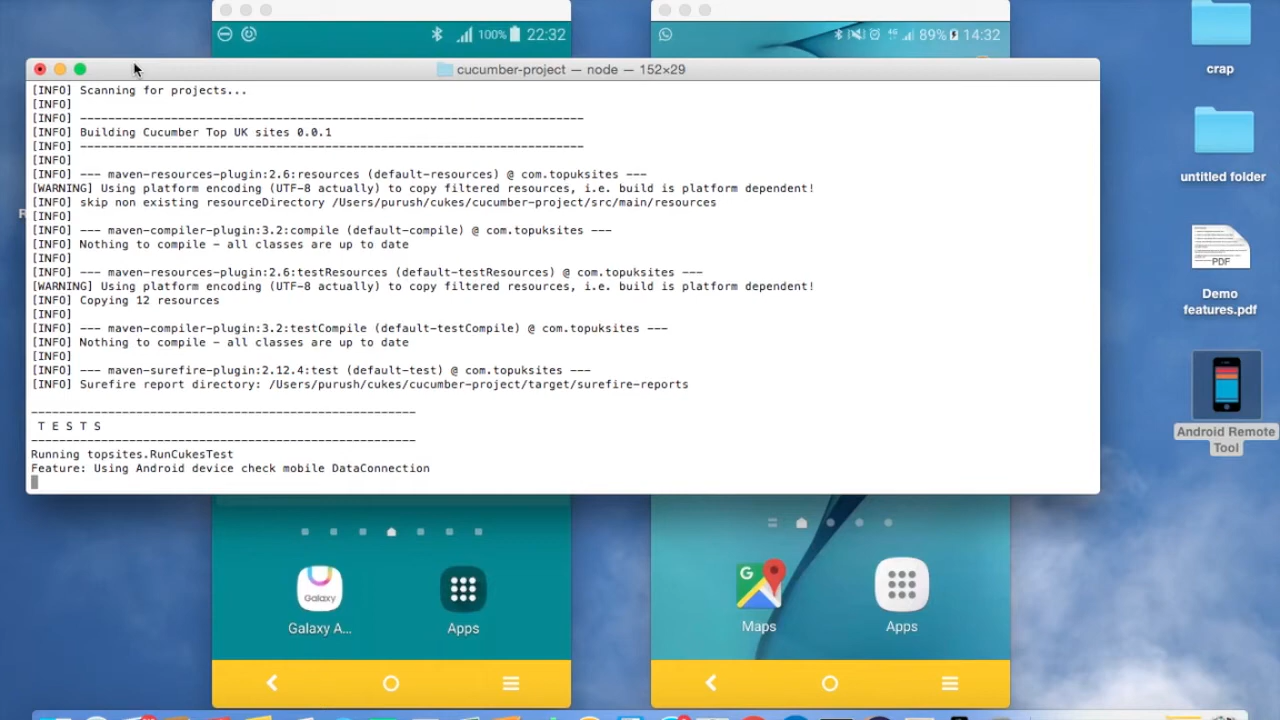 100% 22:32
4G 89% 14:32
crap
cucumber-project — node — 152×29
[INFO] Scanning for projects...
[INFO]
[INFO] ------------------------------------------------------------------------
[INFO] Building Cucumber Top UK sites 0.0.1
[INFO] ------------------------------------------------------------------------
[INFO]
[INFO] --- maven-resources-plugin:2.6:resources (default-resources) @ com.topuksites ---
[WARNING] Using platform encoding (UTF-8 actually) to copy filtered resources, i.e. build is platform dependent!
[INFO] skip non existing resourceDirectory /Users/purush/cukes/cucumber-project/src/main/resources
[INFO]
[INFO] --- maven-compiler-plugin:3.2:compile (default-compile) @ com.topuksites ---
[INFO] Nothing to compile - all classes are up to date
[INFO]
[INFO] --- maven-resources-plugin:2.6:testResources (default-testResources) @ com.topuksites ---
[WARNING] Using platform encoding (UTF-8 actually) to copy filtered resources, i.e. build is platform dependent!
[INFO] Copying 12 resources
[INFO]
[INFO] --- maven-compiler-plugin:3.2:testCompile (default-testCompile) @ com.topuksites ---
[INFO] Nothing to compile - all classes are up to date
[INFO]
[INFO] --- maven-surefire-plugin:2.12.4:test (default-test) @ com.topuksites ---
[INFO] Surefire report directory: /Users/purush/cukes/cucumber-project/target/surefire-reports
-------------------------------------------------------
T E S T S
-------------------------------------------------------
Running topsites.RunCukesTest
Feature: Using Android device check mobile DataConnection
untitled folder
PDF
Demo
features.pdf
Android Remote
Tool
Galaxy
Galaxy A...
Apps
G
Maps
Apps